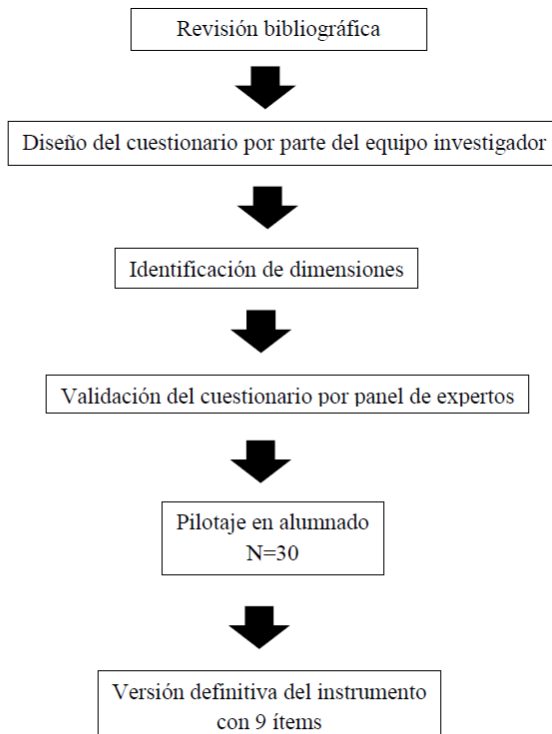 Revisión bibliográfica
Diseño del cuestionario por parte del equipo investigador
Identificación de dimensiones
Validación del cuestionario por panel de expertos
Pilotaje en alumnado
N=30
Versión definitiva del instrumento
con 9 ítems